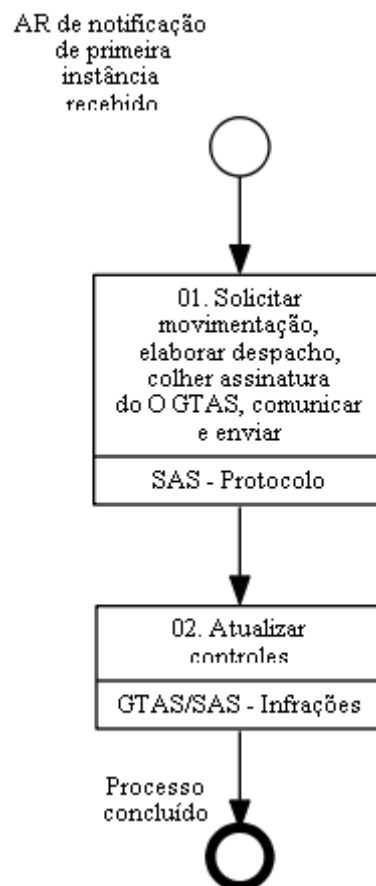 AR de notificação
de primeira
instância
recebido
01. Solicitar
movimentação,
elaborar despacho,
colher assinatura
do O GTAS, comunicar
e enviar
SAS - Protocolo
02. Atualizar
controles
GTAS/SAS - Infrações
Processo
concluído